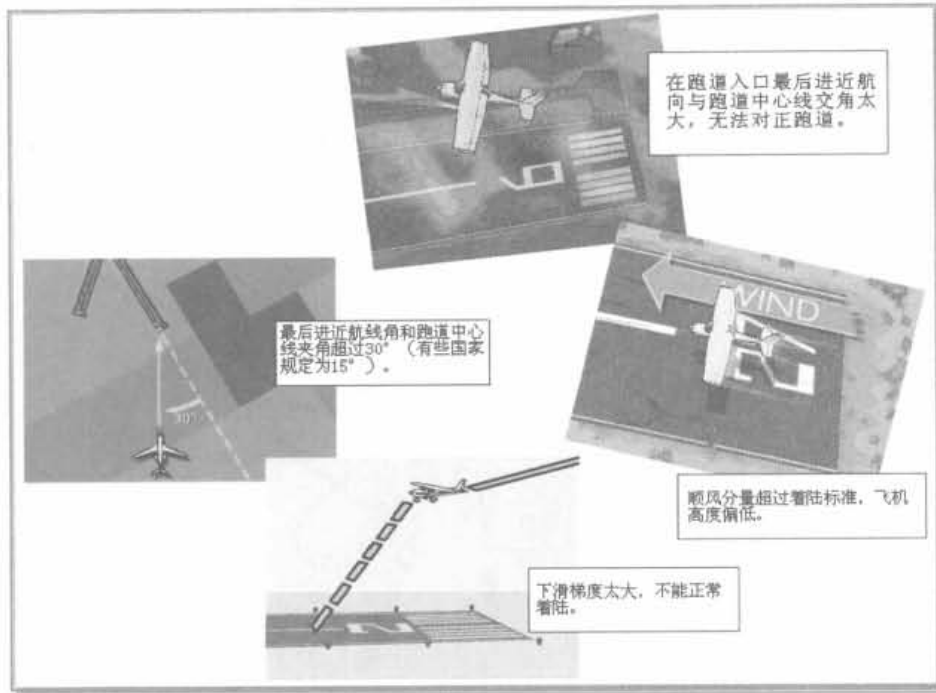 在跑道入口最后进近航
向与跑道中心线交角太
大，无法对正跑道。
WIND
最后进近航线角和跑道中心
线夹角超过30°（有些国家
规定为15°）。
30°
顺风分量超过着陆标准，飞机
高度偏低。
下滑梯度太大，不能正常
着陆。